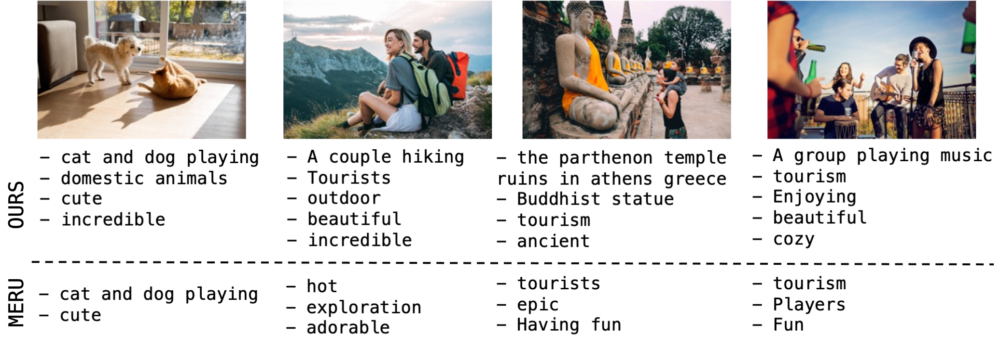 OURS
– cat and dog playing
– domestic animals
– cute
– incredible
– A couple hiking
– Tourists
– outdoor
– beautiful
– incredible
– the parthenon temple
ruins in athens greece
– Buddhist statue
– tourism
– ancient
– A group playing music
– tourism
– Enjoying
– beautiful
– cozy
MERU
– cat and dog playing
– cute
– hot
– exploration
– adorable
– tourists
– epic
– Having fun
– tourism
– Players
– Fun